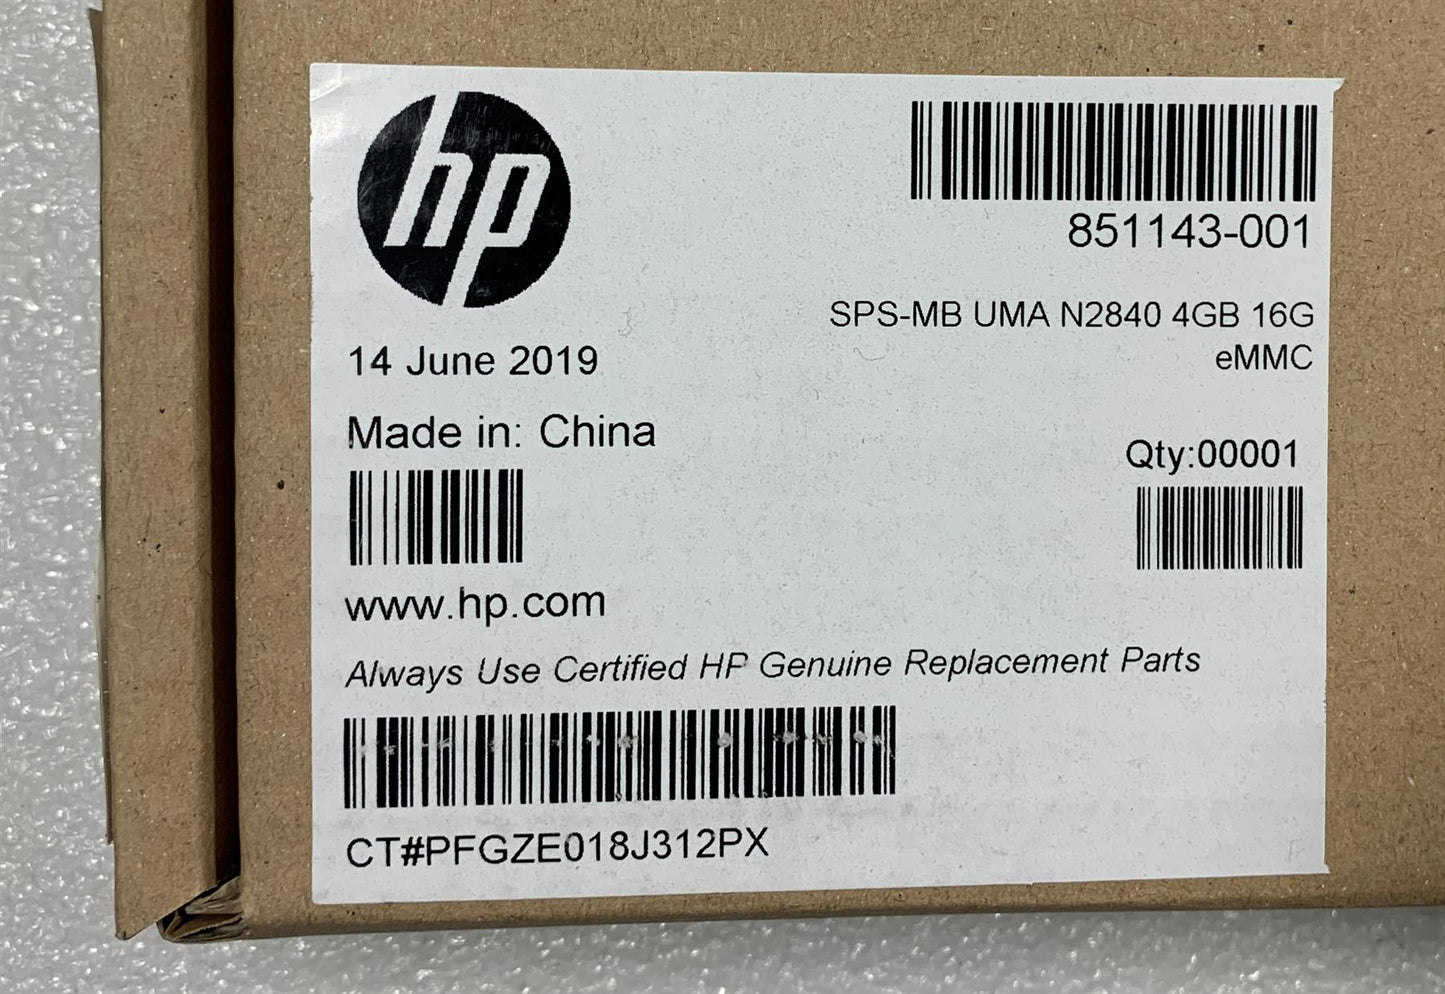 hp
851143-001
SPS-MB UMA N2840 4GB 16G
eMMC
14 June 2019
Made in: China
Qty:00001
www.hp.com
Always Use Certified HP Genuine Replacement Parts
CT#PFGZE018J312PX